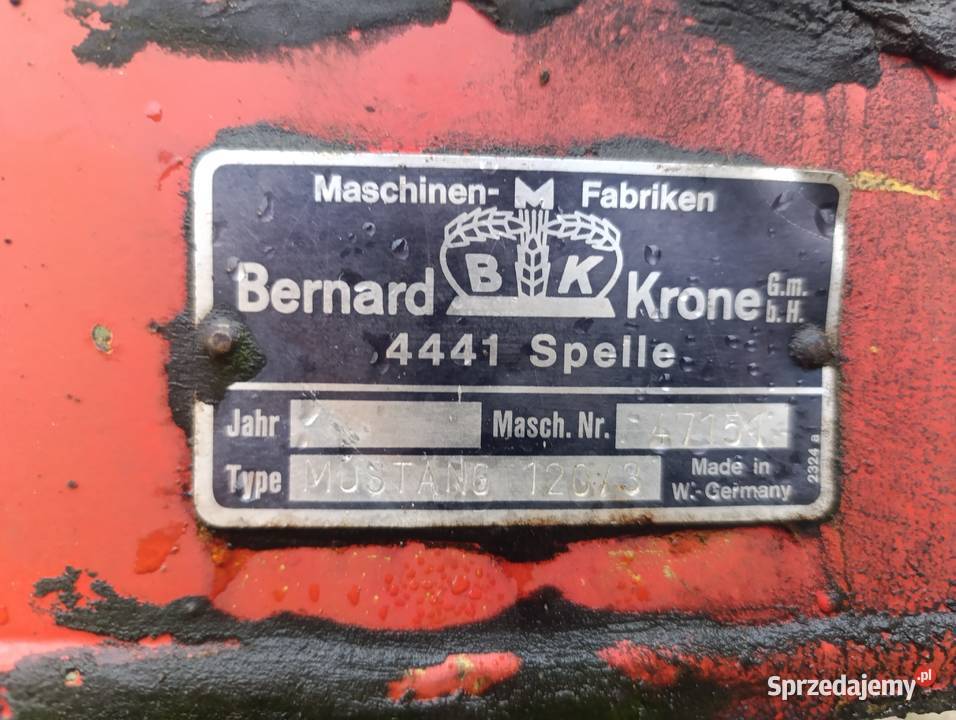 Maschinen- M Fabriken
B K
Bernard Krone G.m.b.H.
4441 Spelle
Jahr
Masch. Nr. 47151
Type MUSTANG 120/3
Made in
W.-Germany
2324 a
Sprzedajemy.pl